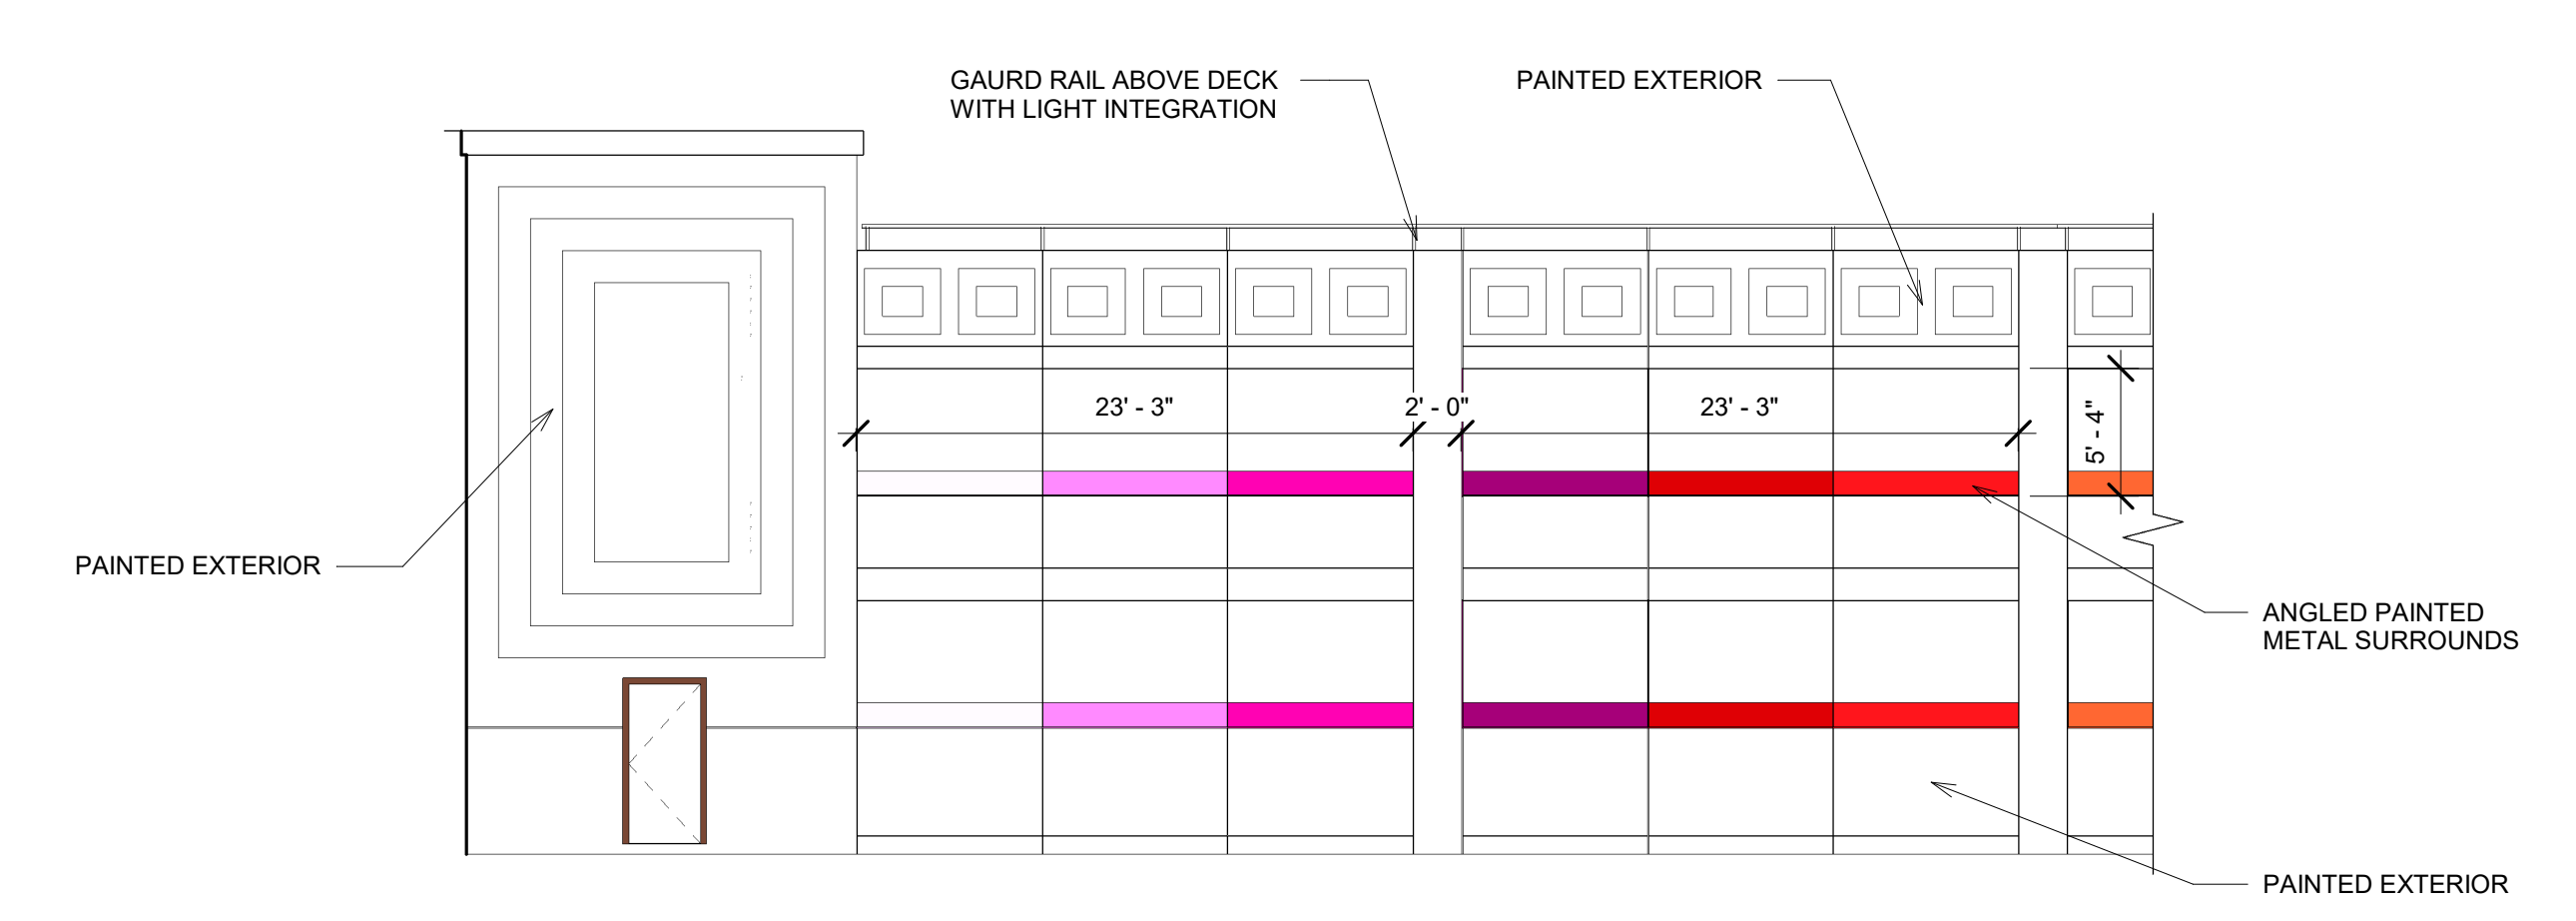 GAURD RAIL ABOVE DECK
WITH LIGHT INTEGRATION
PAINTED EXTERIOR
23' - 3"
2' - 0"
23' - 3"
5' - 4"
PAINTED EXTERIOR
ANGLED PAINTED
METAL SURROUNDS
PAINTED EXTERIOR